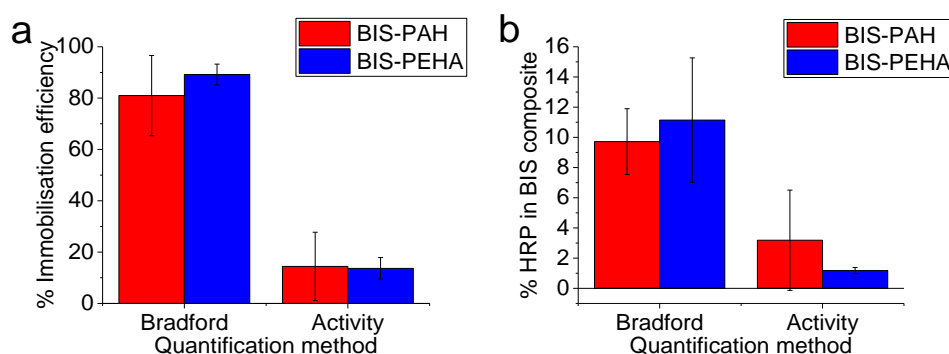 a
% Immobilisation efficiency
100
80
60
40
20
0
BIS-PAH
BIS-PEHA
Bradford
Activity
Quantification method
b
% HRP in BIS composite
16
14
12
10
8
6
4
2
0
BIS-PAH
BIS-PEHA
Bradford
Activity
Quantification method